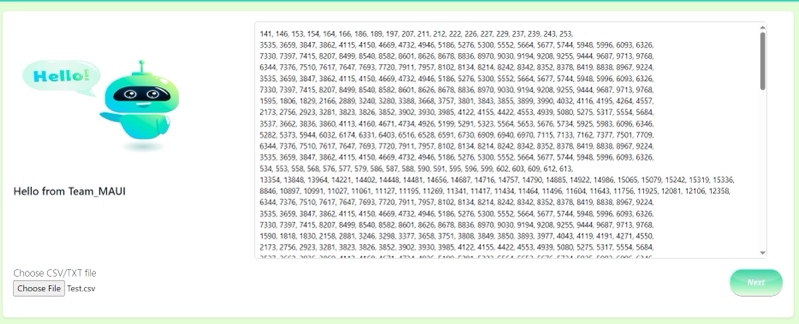 Hello!
Hello from Team_MAUI
141, 146, 153, 154, 164, 166, 186, 189, 197, 207, 211, 212, 222, 226, 227, 229, 237, 239, 243, 253,
3535, 3659, 3847, 3862, 4115, 4150, 4669, 4732, 4946, 5186, 5276, 5300, 5552, 5664, 5677, 5744, 5948, 5996, 6093, 6326,
7330, 7397, 7415, 8207, 8499, 8540, 8582, 8601, 8626, 8678, 8836, 8970, 9030, 9194, 9208, 9255, 9444, 9687, 9713, 9768,
6344, 7376, 7510, 7617, 7647, 7693, 7720, 7911, 7957, 8102, 8134, 8214, 8242, 8342, 8352, 8378, 8419, 8838, 8967, 9224,
3535, 3659, 3847, 3862, 4115, 4150, 4669, 4732, 4946, 5186, 5276, 5300, 5552, 5664, 5677, 5744, 5948, 5996, 6093, 6326,
7330, 7397, 7415, 8207, 8499, 8540, 8582, 8601, 8626, 8678, 8836, 8970, 9030, 9194, 9208, 9255, 9444, 9687, 9713, 9768,
1595, 1806, 1829, 2166, 2889, 3240, 3280, 3388, 3668, 3757, 3801, 3843, 3855, 3899, 3990, 4032, 4116, 4195, 4264, 4557,
2173, 2756, 2923, 3281, 3823, 3826, 3852, 3902, 3930, 3985, 4122, 4155, 4422, 4553, 4939, 5080, 5275, 5317, 5554, 5684,
3537, 3662, 3836, 3860, 4113, 4160, 4671, 4734, 4926, 5199, 5291, 5323, 5564, 5653, 5676, 5734, 5925, 5983, 6096, 6346,
5282, 5373, 5944, 6032, 6174, 6331, 6403, 6516, 6528, 6591, 6730, 6909, 6940, 6970, 7115, 7133, 7162, 7377, 7501, 7709,
6344, 7376, 7510, 7617, 7647, 7693, 7720, 7911, 7957, 8102, 8134, 8214, 8242, 8342, 8352, 8378, 8419, 8838, 8967, 9224,
3535, 3659, 3847, 3862, 4115, 4150, 4669, 4732, 4946, 5186, 5276, 5300, 5552, 5664, 5677, 5744, 5948, 5996, 6093, 6326,
534, 553, 558, 568, 576, 577, 579, 586, 587, 588, 590, 591, 595, 596, 599, 602, 603, 609, 612, 613,
13354, 13848, 13964, 14221, 14402, 14448, 14481, 14656, 14687, 14716, 14757, 14790, 14885, 14922, 14986, 15065, 15079, 15242, 15319, 15336,
8846, 10897, 10991, 11027, 11061, 11127, 11195, 11269, 11341, 11417, 11434, 11464, 11496, 11604, 11643, 11756, 11925, 12081, 12106, 12358,
6344, 7376, 7510, 7617, 7647, 7693, 7720, 7911, 7957, 8102, 8134, 8214, 8242, 8342, 8352, 8378, 8419, 8838, 8967, 9224,
3535, 3659, 3847, 3862, 4115, 4150, 4669, 4732, 4946, 5186, 5276, 5300, 5552, 5664, 5677, 5744, 5948, 5996, 6093, 6326,
7330, 7397, 7415, 8207, 8499, 8540, 8582, 8601, 8626, 8678, 8836, 8970, 9030, 9194, 9208, 9255, 9444, 9687, 9713, 9768,
1590, 1818, 1830, 2158, 2881, 3246, 3298, 3377, 3658, 3751, 3808, 3849, 3850, 3893, 3977, 4043, 4119, 4191, 4271, 4550,
2173, 2756, 2923, 3281, 3823, 3826, 3852, 3902, 3930, 3985, 4122, 4155, 4422, 4553, 4939, 5080, 5275, 5317, 5554, 5684,
Choose CSV/TXT file
Choose File Test.csv
Next